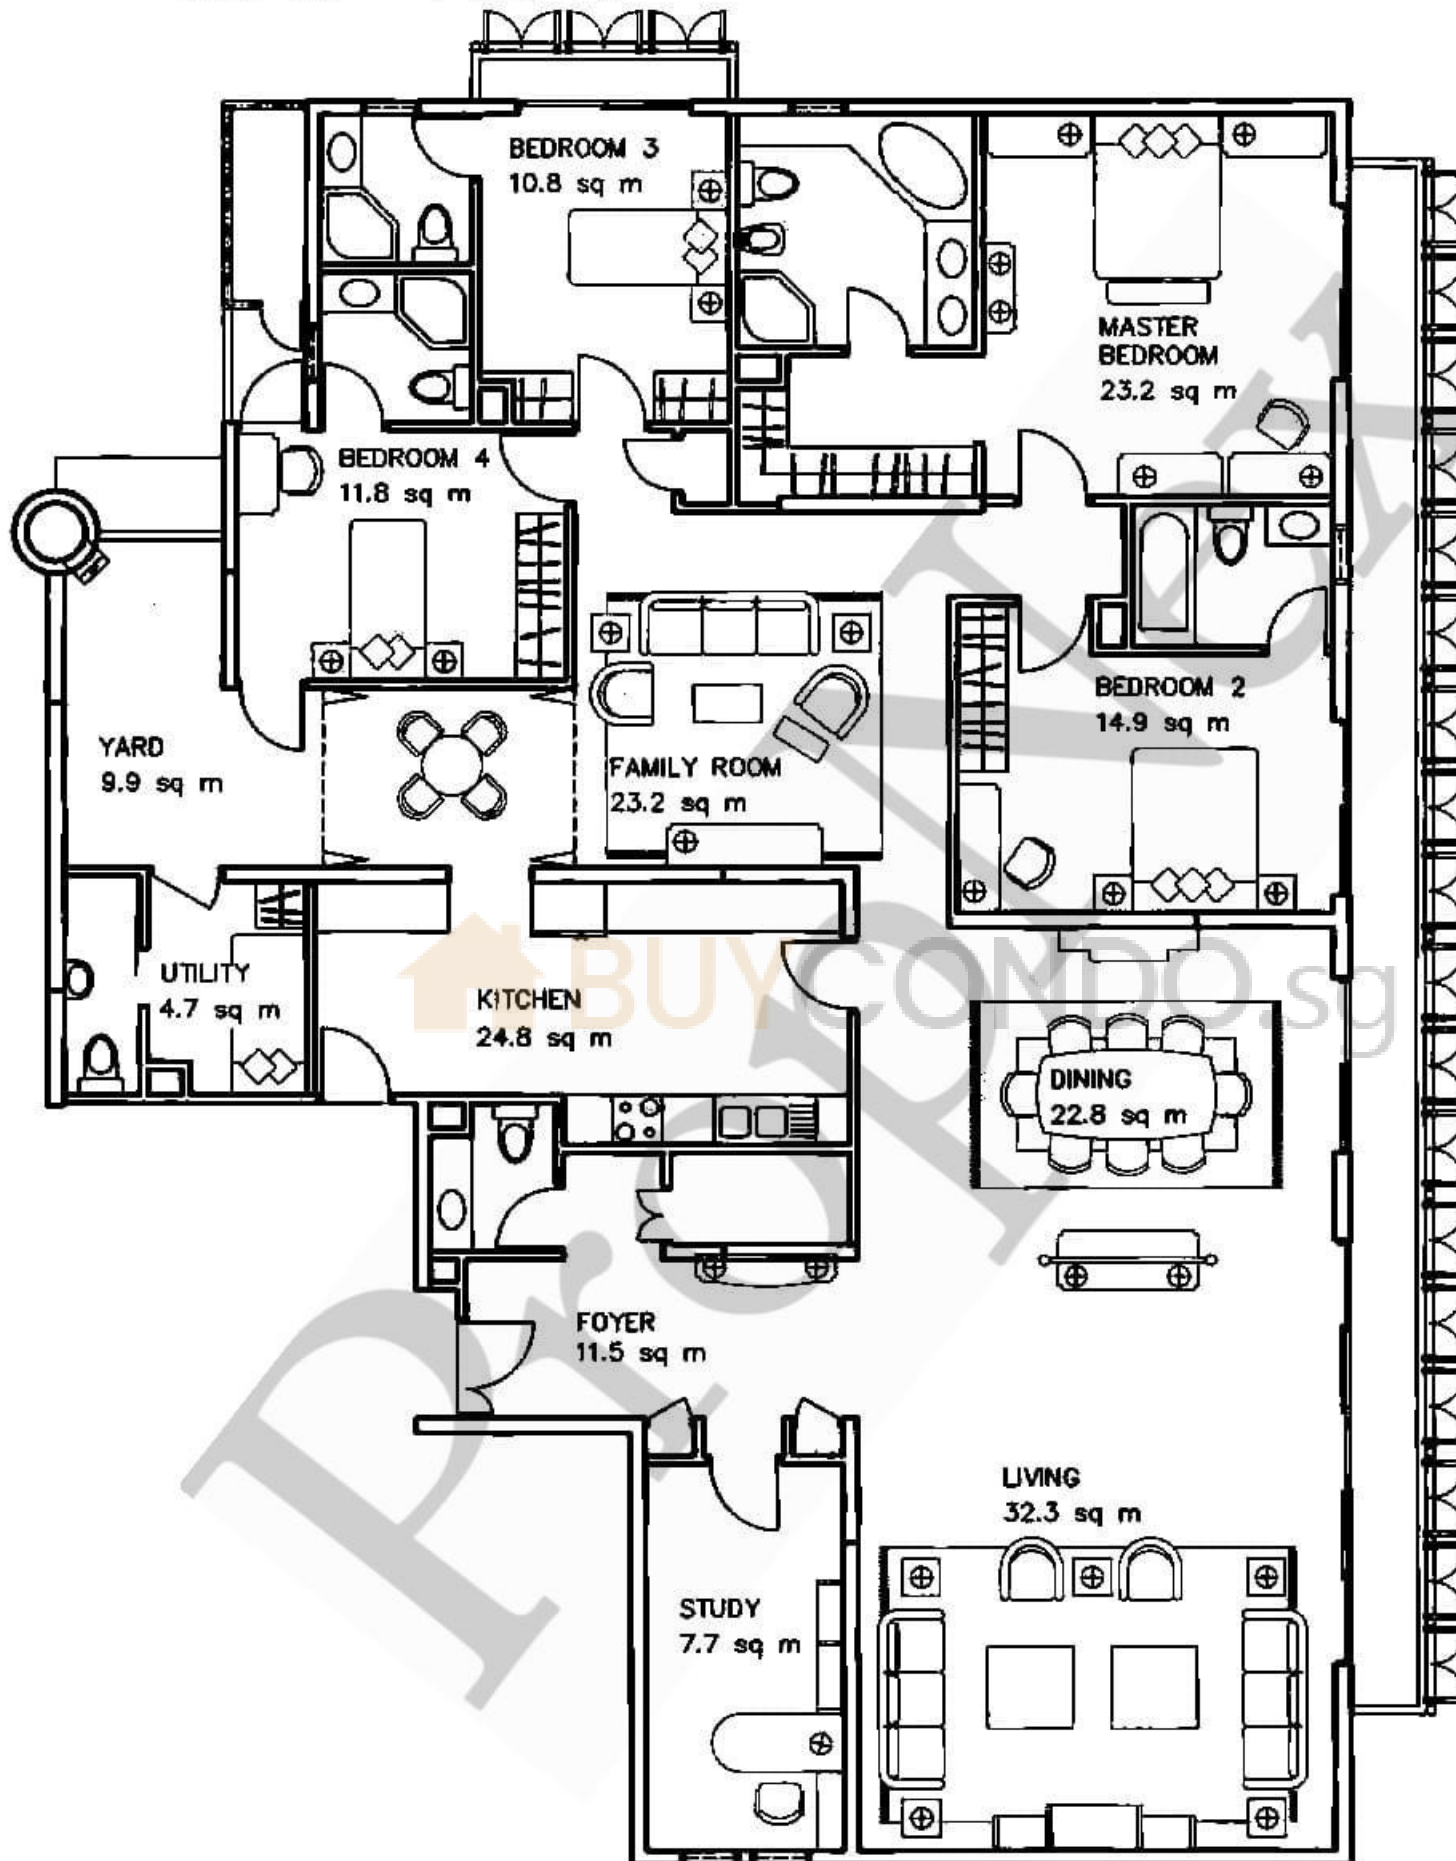 BEDROOM 3
10.8 sq m
MASTER
BEDROOM
23.2 sq m
BEDROOM 4
11.8 sq m
BEDROOM 2
14.9 sq m
YARD
9.9 sq m
FAMILY ROOM
23.2 sq m
UTILITY
4.7 sq m
KITCHEN
24.8 sq m
BUYCONDO.sg
DINING
22.8 sq m
FOYER
11.5 sq m
LIVING
32.3 sq m
STUDY
7.7 sq m
PropNex